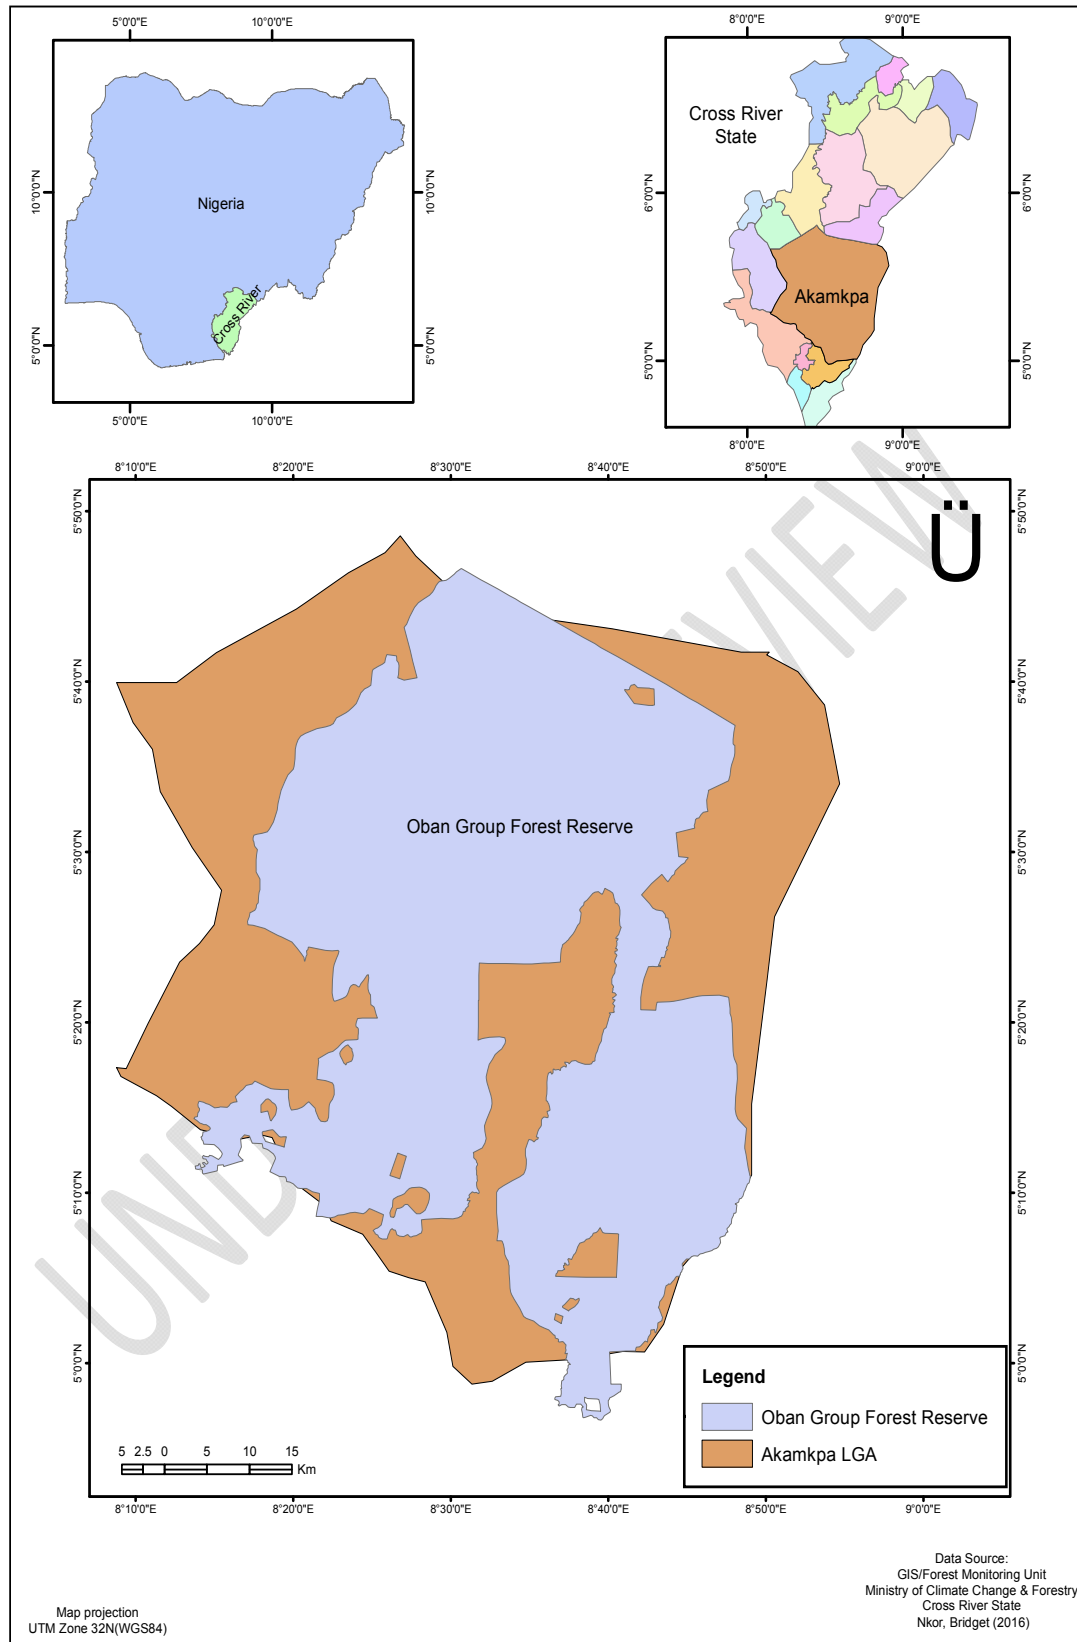 5°0'0"E
10°0'0"E
10°0'0"N
10°0'0"N
5°0'0"N
5°0'0"N
Nigeria
Cross River
5°0'0"E
10°0'0"E
8°0'0"E
9°0'0"E
Cross River
State
6°0'0"N
6°0'0"N
Akamkpa
5°0'0"N
5°0'0"N
8°0'0"E
9°0'0"E
8°10'0"E
8°20'0"E
8°30'0"E
8°40'0"E
8°50'0"E
9°0'0"E
5°50'0"N
5°50'0"N
Ü
5°40'0"N
5°40'0"N
5°30'0"N
5°30'0"N
Oban Group Forest Reserve
5°20'0"N
5°20'0"N
5°10'0"N
5°10'0"N
5°0'0"N
5°0'0"N
Legend
Oban Group Forest Reserve
Akamkpa LGA
5 2.5 0 5 10 15
Km
8°10'0"E
8°20'0"E
8°30'0"E
8°40'0"E
8°50'0"E
9°0'0"E
Data Source:
GIS/Forest Monitoring Unit
Ministry of Climate Change & Forestry
Cross River State
Nkor, Bridget (2016)
Map projection
UTM Zone 32N(WGS84)